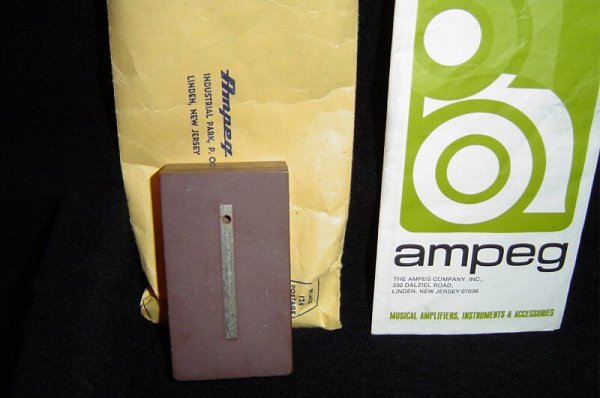 Ampeg
INDUSTRIAL PARK, P. O
LINDEN, NEW JERSEY
ampeg
THE AMPEG COMPANY, INC.,
330 DALZIEL ROAD,
LINDEN, NEW JERSEY 07036
MUSICAL AMPLIFIERS, INSTRUMENTS & ACCESSORIES